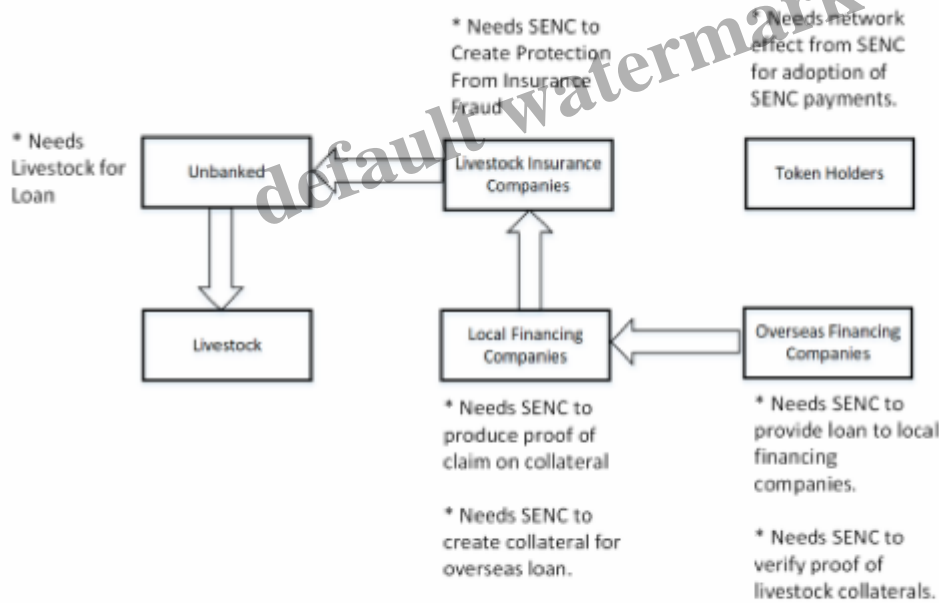 * Needs SENC to
Create Protection
From Insurance
Fraud
* Needs network
effect from SENC
for adoption of
SENC payments.
* Needs
Livestock for
Loan
Unbanked
Livestock Insurance
Companies
Token Holders
Livestock
Local Financing
Companies
Overseas Financing
Companies
* Needs SENC to
produce proof of
claim on collateral
* Needs SENC to
create collateral for
overseas loan.
* Needs SENC to
provide loan to local
financing
companies.
* Needs SENC to
verify proof of
livestock collaterals.
default watermark